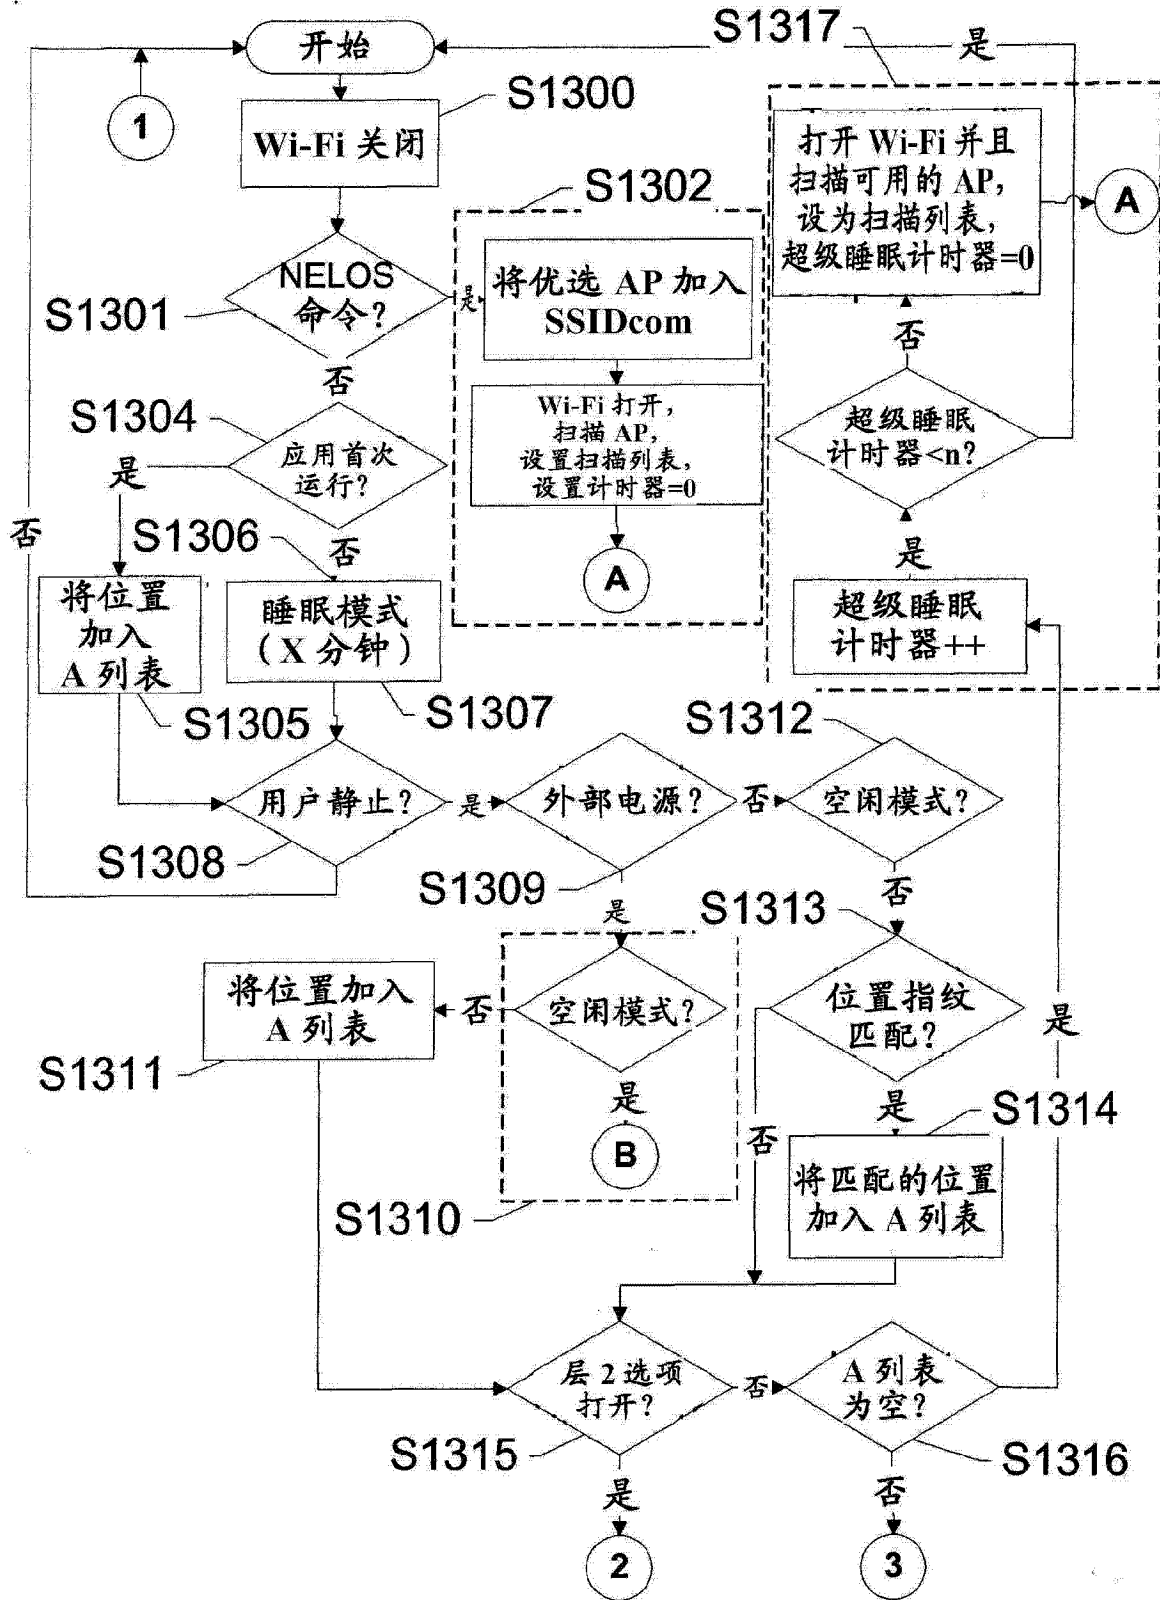 S1317
开始
是
1
S1300
Wi-Fi 关闭
打开 Wi-Fi 并且
扫描可用的 AP,
设为扫描列表,
超级睡眠计时器=0
A
S1302
NELOS
命令?
是
将优选 AP 加入
SSIDcom
S1301
否
否
S1304
应用首次
运行?
是
Wi-Fi 打开,
扫描 AP,
设置扫描列表,
设置计时器=0
超级睡眠
计时器<n?
否
S1306
否
A
是
将位置
加入
A 列表
睡眠模式
(X 分钟)
超级睡眠
计时器++
S1305
S1307
S1312
用户静止?
是
外部电源?
否
空闲模式?
S1308
S1309
是
否
S1313
将位置加入
A 列表
否
空闲模式?
位置指纹
匹配?
是
S1311
是
B
否
是
S1314
将匹配的位置
加入 A 列表
S1310
层 2 选项
打开?
否
A 列表
为空?
S1315
S1316
是
否
2
3